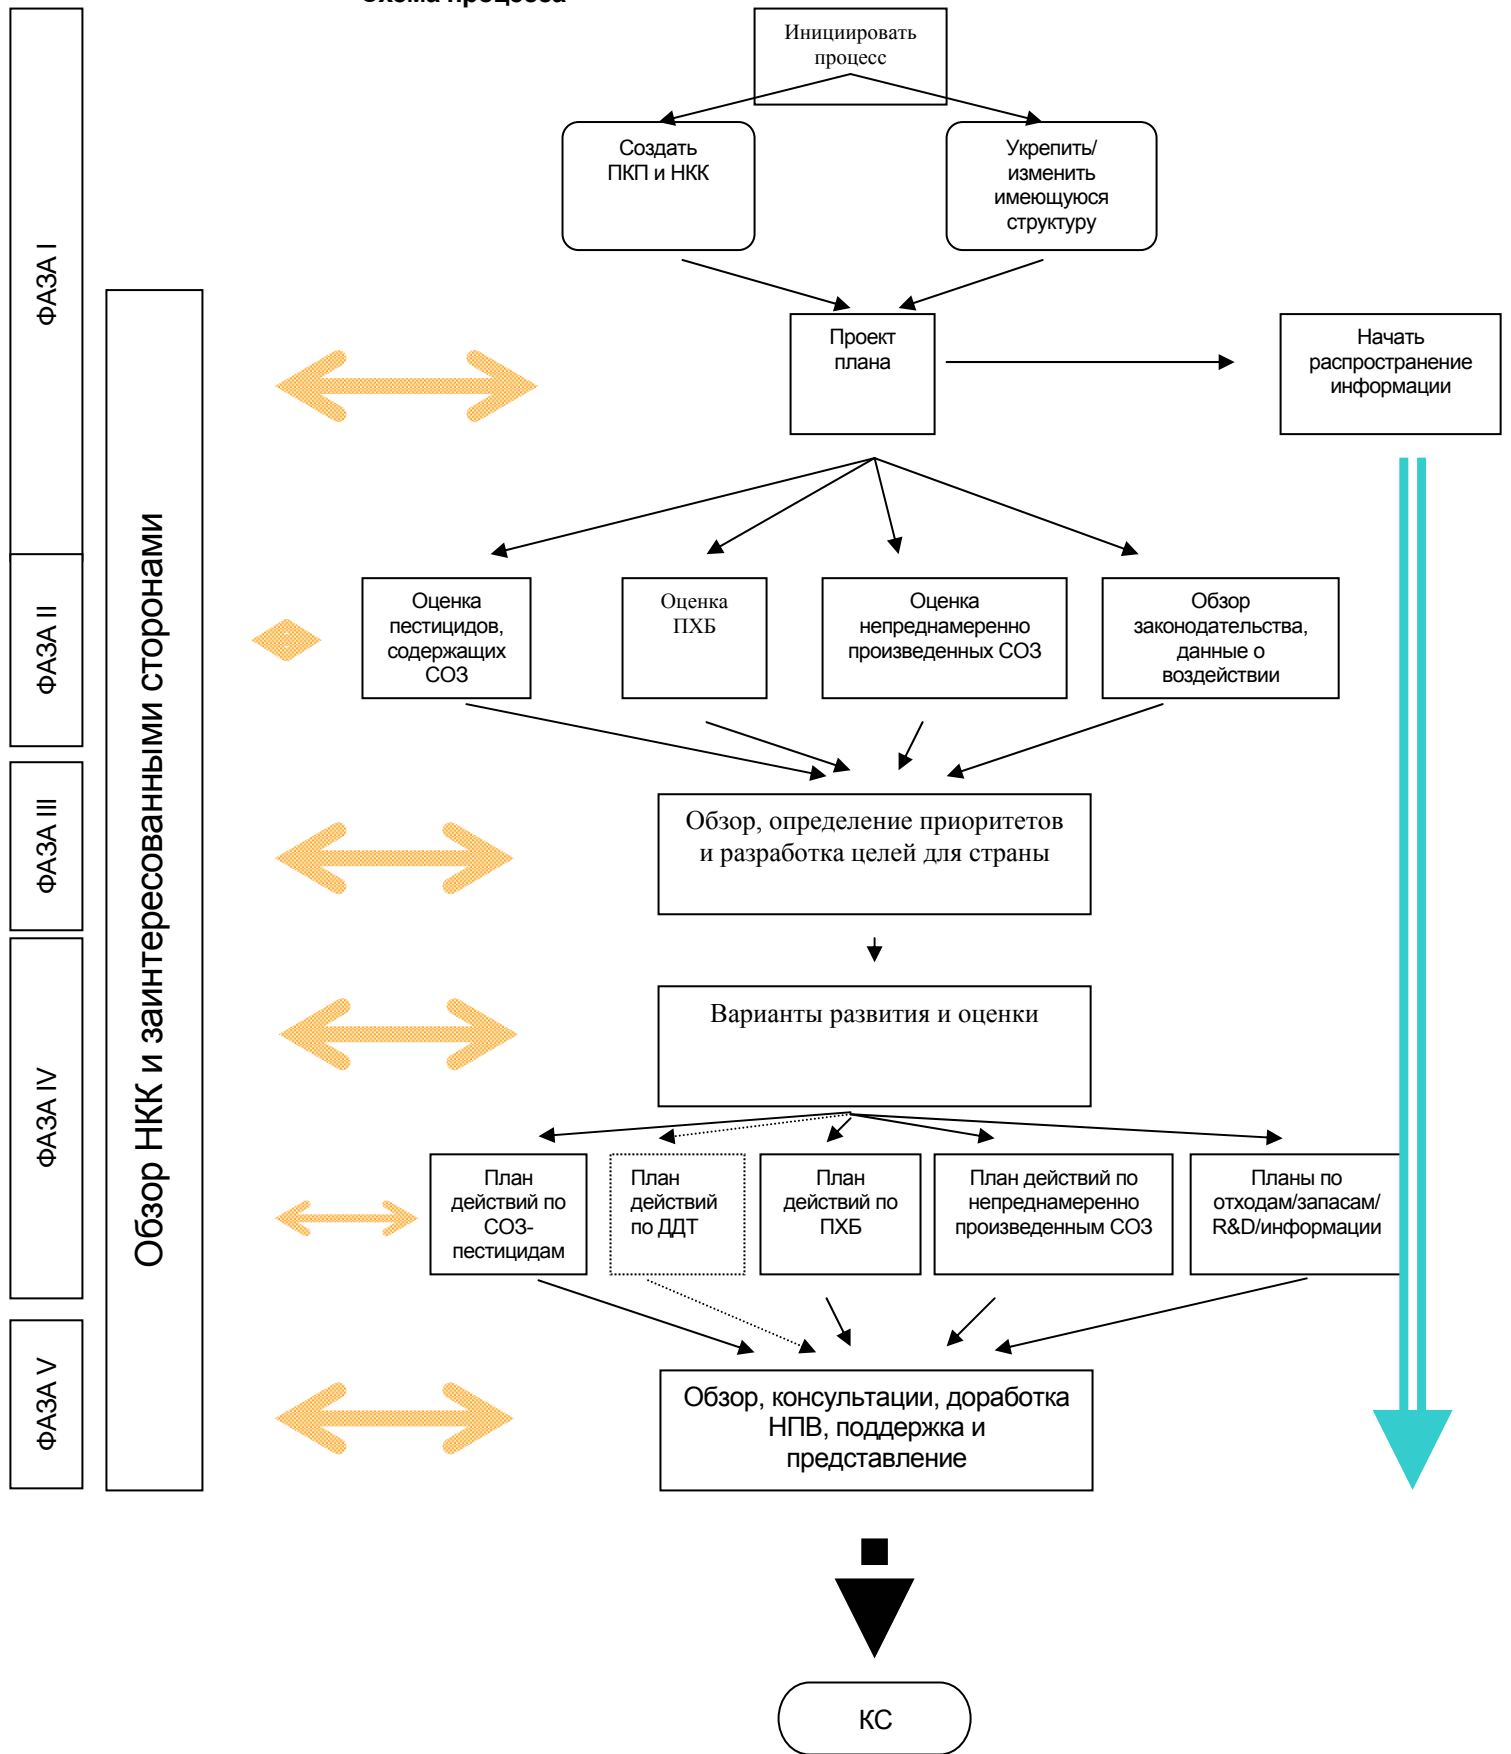 Схема процесса
Инициировать
процесс
Создать
ПКП и НКК
Укрепить/
изменить
имеющуюся
структуру
ФАЗА I
Проект
плана
Начать
распространение
информации
Обзор НКК и заинтересованными сторонами
ФАЗА II
Оценка
пестицидов,
содержащих
СОЗ
Оценка
ПХБ
Оценка
непреднамеренно
произведенных СОЗ
Обзор
законодательства,
данные о
воздействии
ФАЗА III
Обзор, определение приоритетов
и разработка целей для страны
ФАЗА IV
Варианты развития и оценки
План
действий по
СОЗ-
пестицидам
План
действий
по ДДТ
План
действий по
ПХБ
План действий по
непреднамеренно
произведенным СОЗ
Планы по
отходам/запасам/
R&D/информации
ФАЗА V
Обзор, консультации, доработка
НПВ, поддержка и
представление
КС